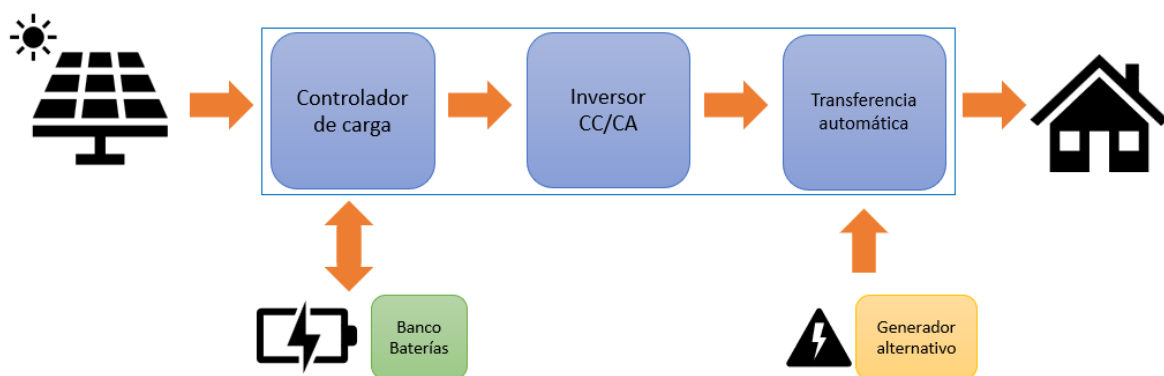 Controlador
de carga
Inversor
CC/CA
Transferencia
automática
Banco
Baterías
Generador
alternativo